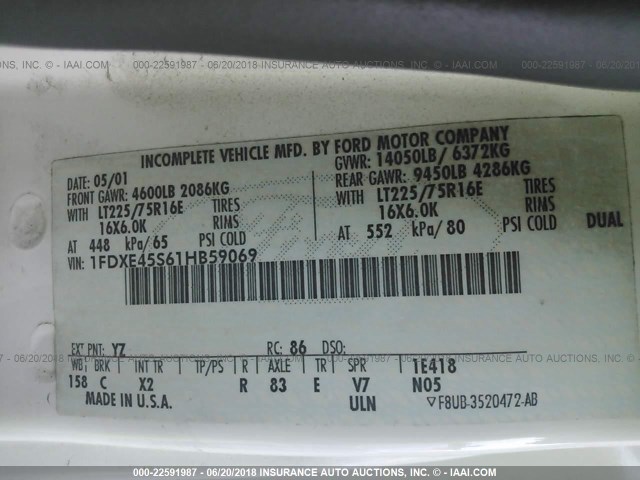 000-22591987 - 06/20/2018 INSURANCE AUTO AUCTIONS, INC. - IAAI.COM
INCOMPLETE VEHICLE MFD. BY FORD MOTOR COMPANY
DATE: 05/01 GVWR: 14050LB/ 6372KG
FRONT GAWR: 4600LB 2086KG REAR GAWR: 9450LB 4286KG
WITH LT225/75R16E TIRES WITH LT225/75R16E TIRES
16X6.0K RIMS 16X6.0K RIMS DUAL
AT 448 kPa/ 65 PSI COLD AT 552 kPa/ 80 PSI COLD
VIN: 1FDXE45S61HB59069
EXT PNT: YZ RC: 86 DSO:
WB BRK INT TR TP/PS R AXLE TR SPR 1E418
158 C X2 R 83 E V7 N05
MADE IN U.S.A. ULN ▽F8UB-3520472-AB
000-22591987 - 06/20/2018 INSURANCE AUTO AUCTIONS, INC. - IAAI.COM
000-22591987 - 06/20/2018 INSURANCE AUTO AUCTIONS, INC. - IAAI.COM